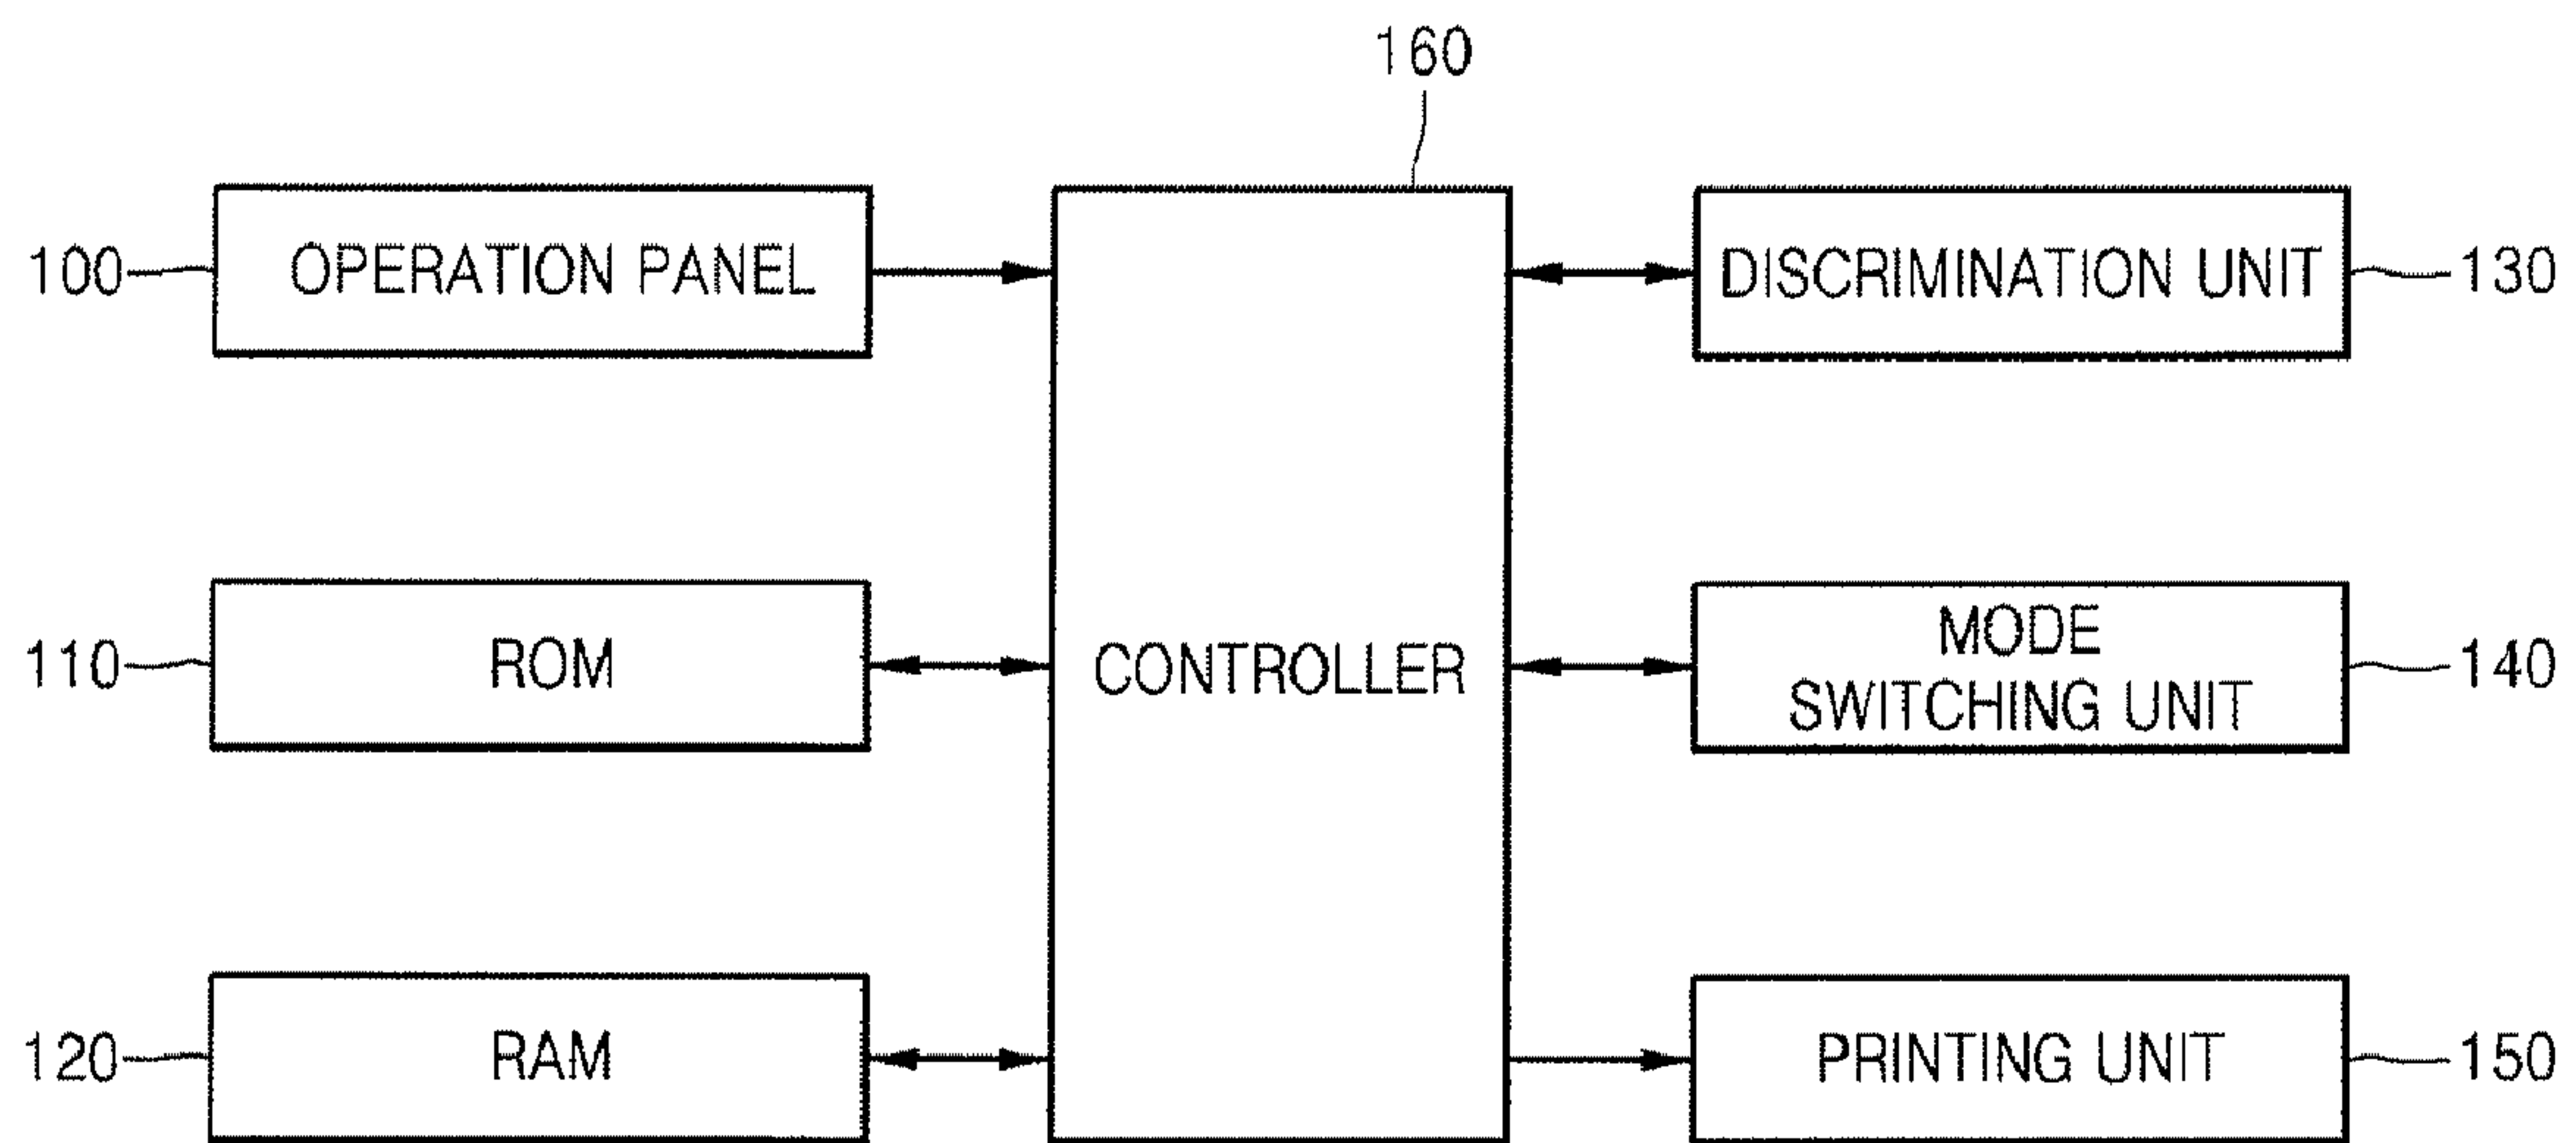 160
100 OPERATION PANEL
DISCRIMINATION UNIT 130
110 ROM
CONTROLLER
MODE
SWITCHING UNIT 140
120 RAM
PRINTING UNIT 150